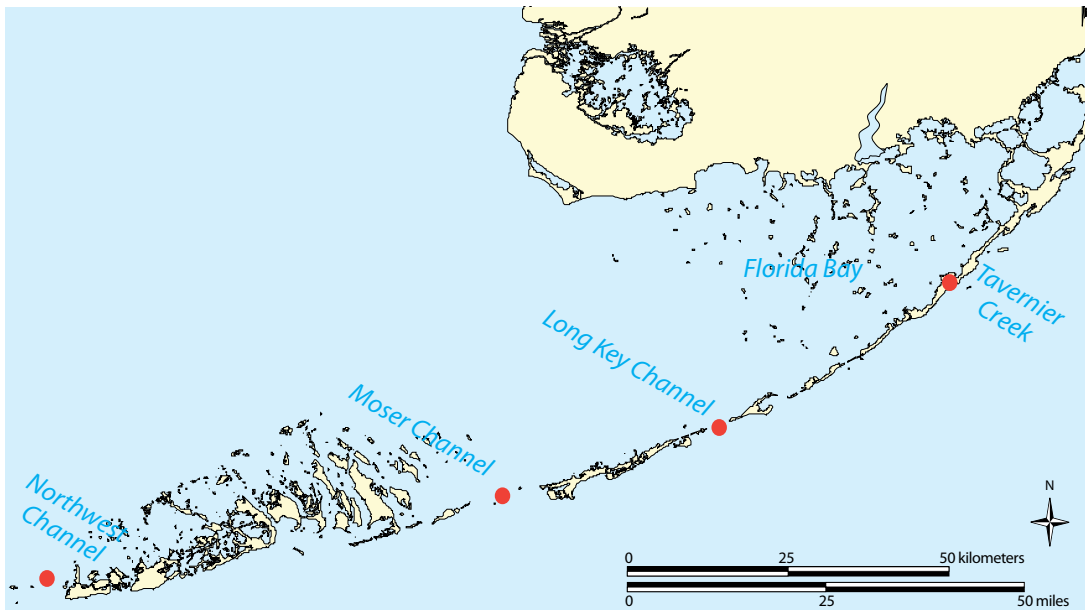 Florida Bay
Tavernier
Creek
Long Key Channel
Moser Channel
Northwest
Channel
N
0 25 50 kilometers
0 25 50 miles